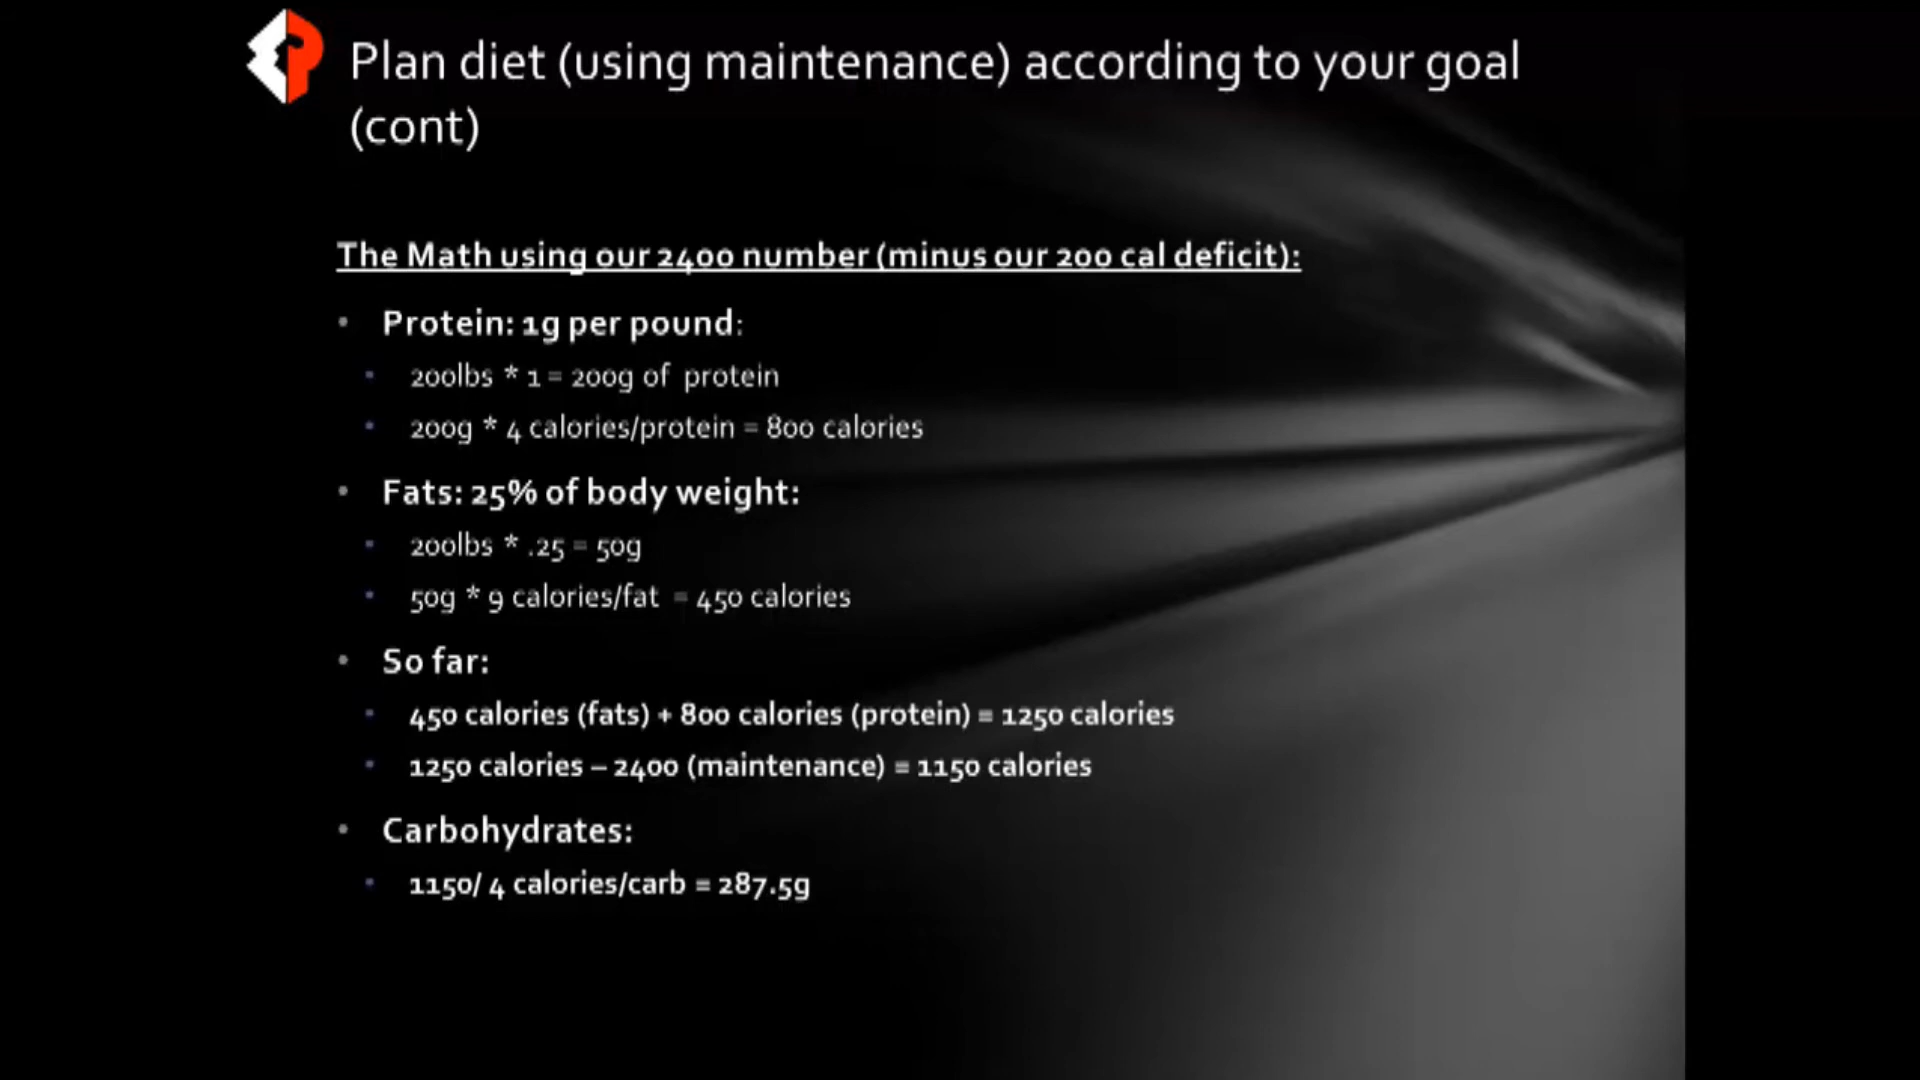 Plan diet (using maintenance) according to your goal
(cont)
The Math using our 2400 number (minus our 200 cal deficit):
• Protein: 1g per pound:
▪ 200lbs * 1 = 200g of protein
▪ 200g * 4 calories/protein = 800 calories
• Fats: 25% of body weight:
▪ 200lbs * .25 = 50g
▪ 50g * 9 calories/fat = 450 calories
• So far:
▪ 450 calories (fats) + 800 calories (protein) = 1250 calories
▪ 1250 calories – 2400 (maintenance) = 1150 calories
• Carbohydrates:
▪ 1150/ 4 calories/carb = 287.5g